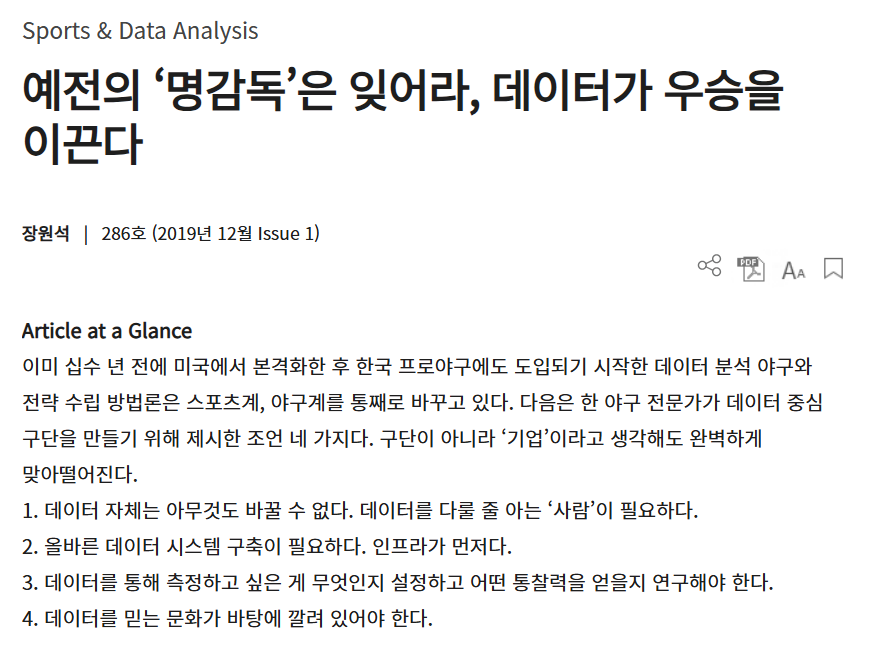 Sports & Data Analysis
예전의 ‘명감독’은 잊어라, 데이터가 우승을
이끈다
장원석 | 286호 (2019년 12월 Issue 1)
PDF AA
Article at a Glance
이미 십수 년 전에 미국에서 본격화한 후 한국 프로야구에도 도입되기 시작한 데이터 분석 야구와
전략 수립 방법론은 스포츠계, 야구계를 통째로 바꾸고 있다. 다음은 한 야구 전문가가 데이터 중심
구단을 만들기 위해 제시한 조언 네 가지다. 구단이 아니라 ‘기업’이라고 생각해도 완벽하게
맞아떨어진다.
1. 데이터 자체는 아무것도 바꿀 수 없다. 데이터를 다룰 줄 아는 ‘사람’이 필요하다.
2. 올바른 데이터 시스템 구축이 필요하다. 인프라가 먼저다.
3. 데이터를 통해 측정하고 싶은 게 무엇인지 설정하고 어떤 통찰력을 얻을지 연구해야 한다.
4. 데이터를 믿는 문화가 바탕에 깔려 있어야 한다.